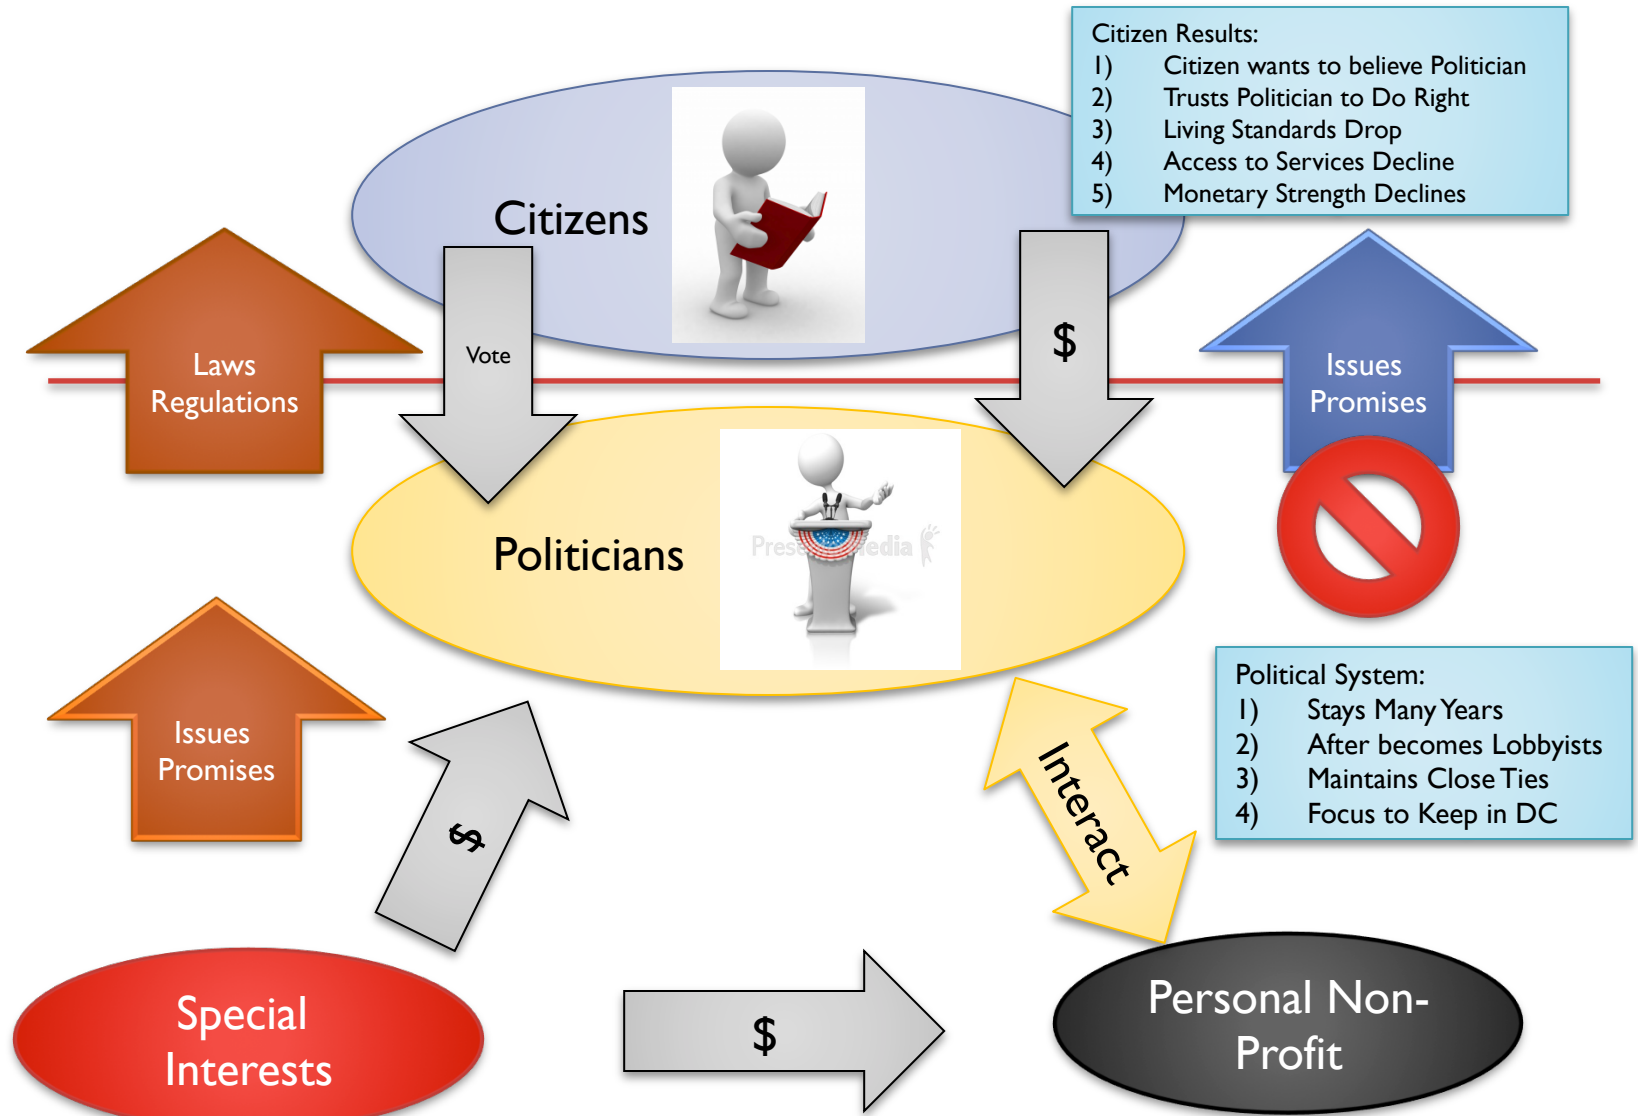 Citizen Results:
1) Citizen wants to believe Politician
2) Trusts Politician to Do Right
3) Living Standards Drop
4) Access to Services Decline
5) Monetary Strength Declines
Citizens
Vote
$
Laws
Regulations
Issues
Promises
Politicians
Political System:
1) Stays Many Years
2) After becomes Lobbyists
3) Maintains Close Ties
4) Focus to Keep in DC
Issues
Promises
$
Interact
Special
Interests
$
Personal Non-
Profit